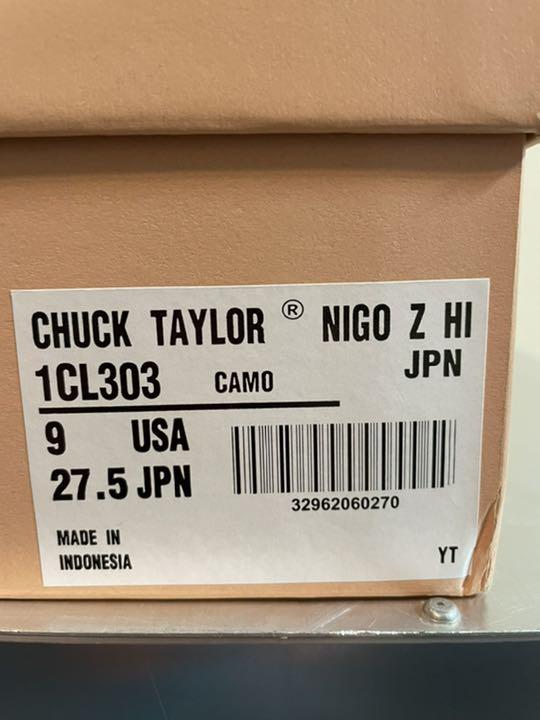 CHUCK TAYLOR ® NIGO Z HI
1CL303 CAMO JPN
9 USA
27.5 JPN
32962060270
MADE IN
INDONESIA
YT